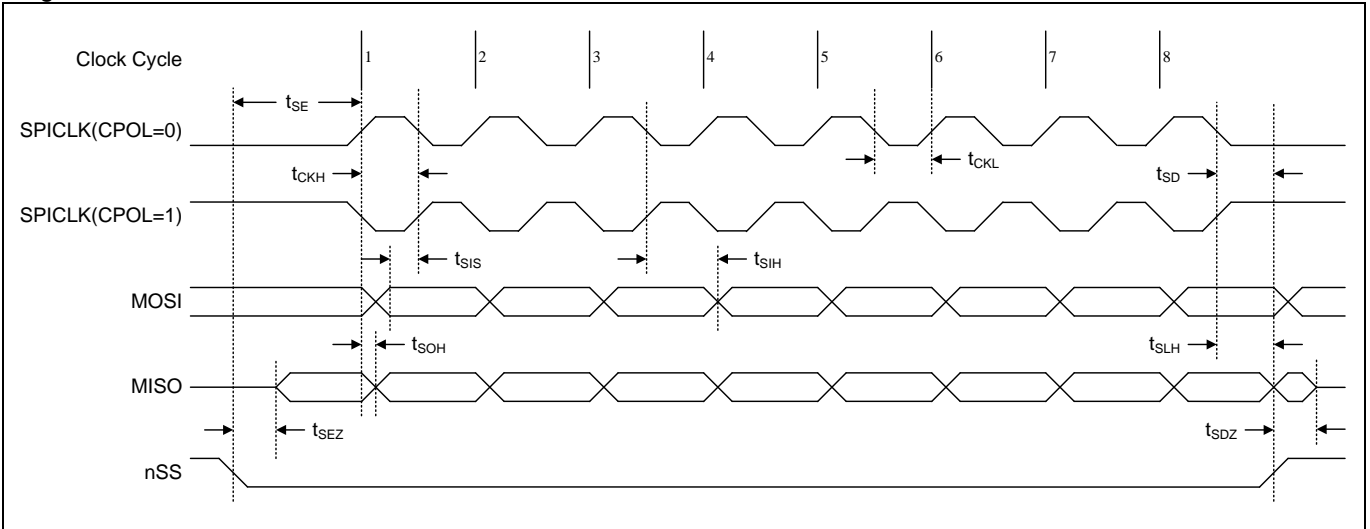 Clock Cycle 1 2 3 4 5 6 7 8
tSE
SPICLK(CPOL=0)
tCKH tCKL tSD
SPICLK(CPOL=1)
tSIS tSIH
MOSI
tSOH tSLH
MISO
tSEZ tSDZ
nSS